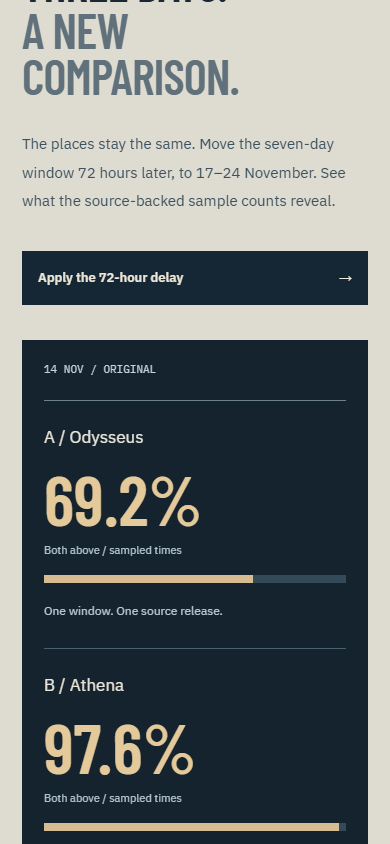 THREE DAYS.
A NEW
COMPARISON.
The places stay the same. Move the seven-day
window 72 hours later, to 17–24 November. See
what the source-backed sample counts reveal.
Apply the 72-hour delay →
14 NOV / ORIGINAL
A / Odysseus
69.2%
Both above / sampled times
One window. One source release.
B / Athena
97.6%
Both above / sampled times